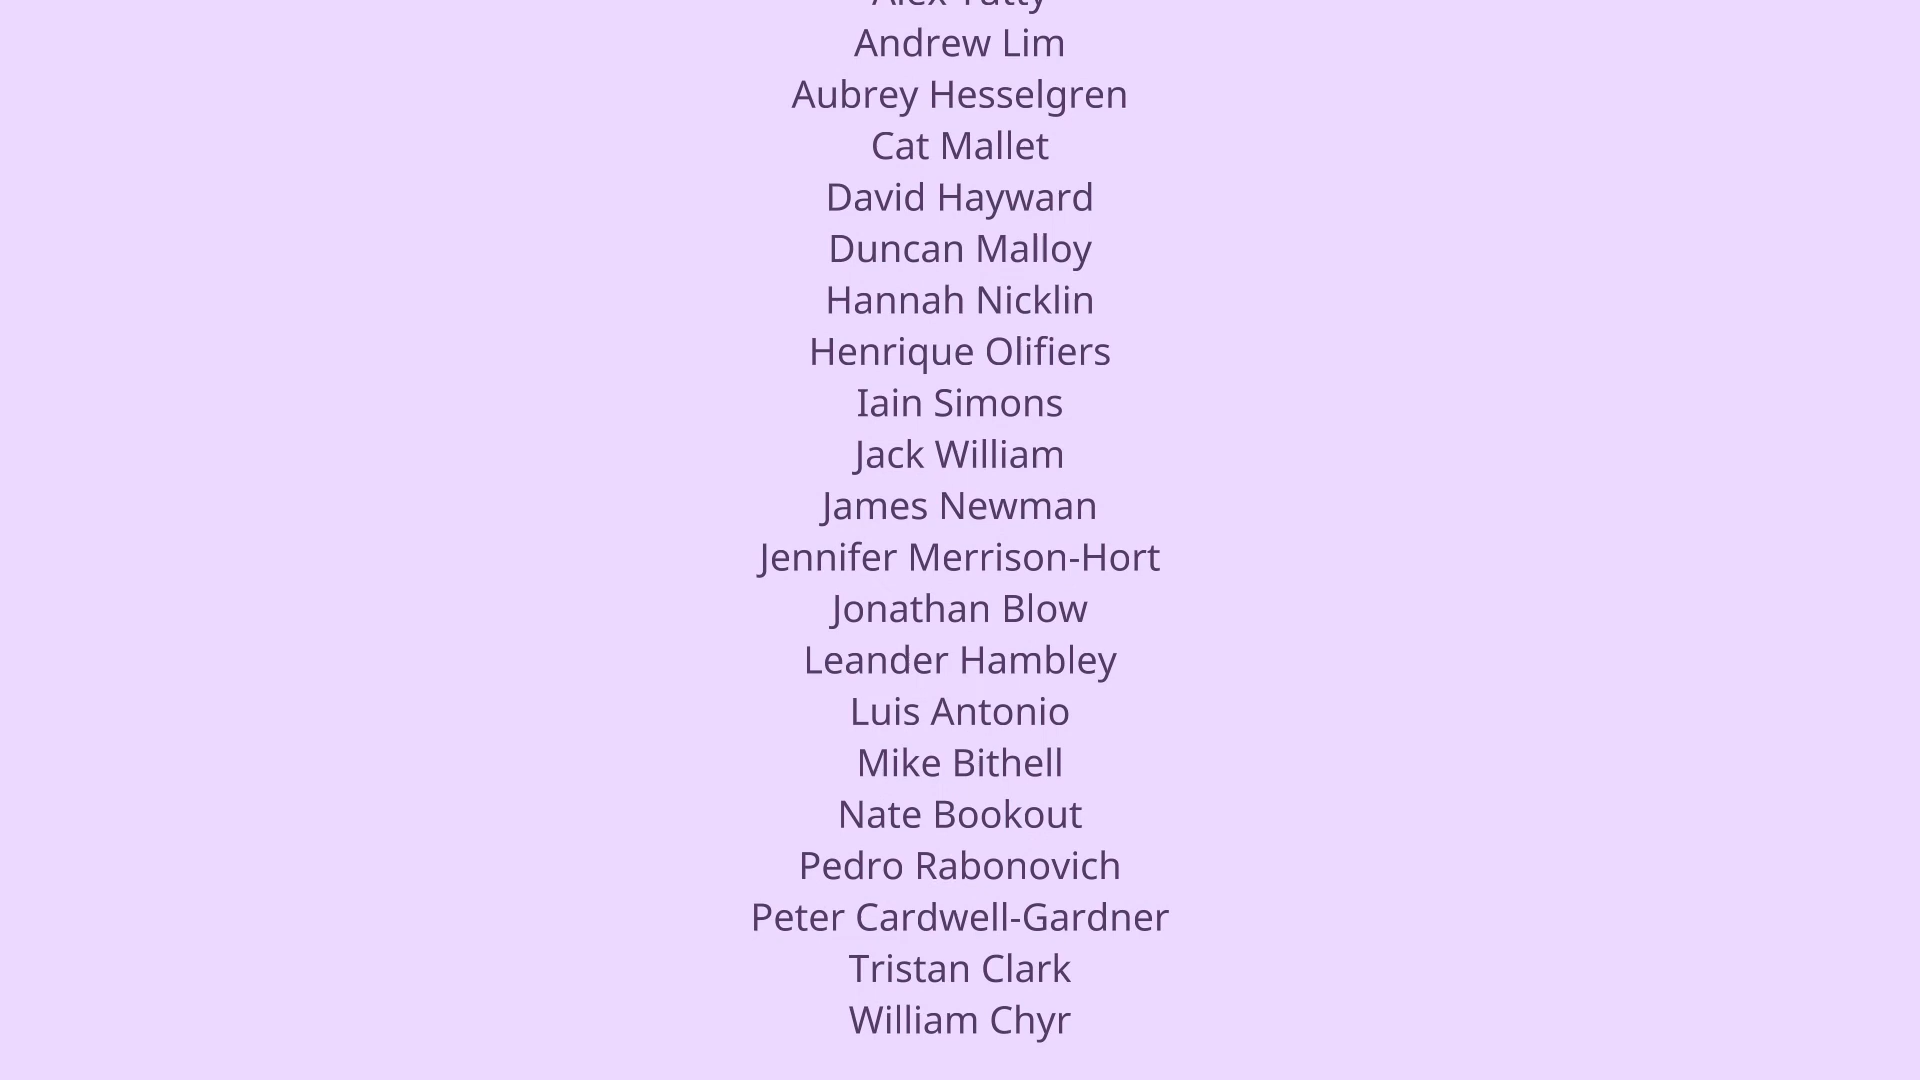 Alex Tutty
Andrew Lim
Aubrey Hesselgren
Cat Mallet
David Hayward
Duncan Malloy
Hannah Nicklin
Henrique Olifiers
Iain Simons
Jack William
James Newman
Jennifer Merrison-Hort
Jonathan Blow
Leander Hambley
Luis Antonio
Mike Bithell
Nate Bookout
Pedro Rabonovich
Peter Cardwell-Gardner
Tristan Clark
William Chyr